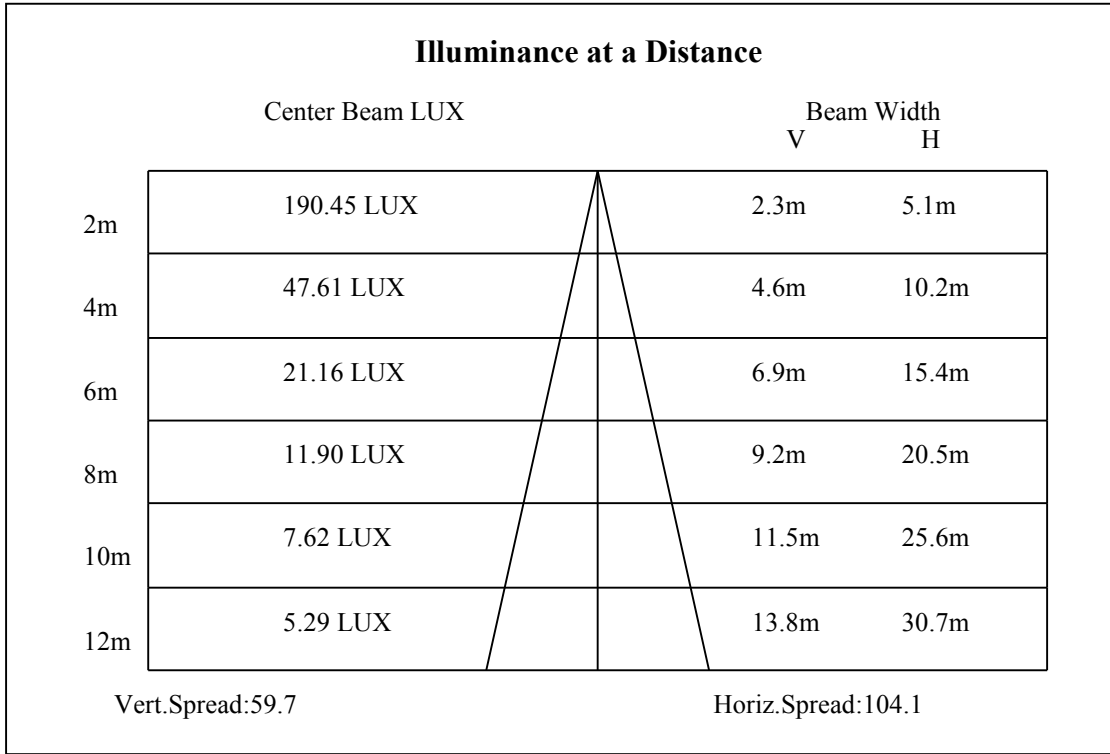 Illuminance at a Distance
Center Beam LUX Beam Width
V H
2m 190.45 LUX 2.3m 5.1m
4m 47.61 LUX 4.6m 10.2m
6m 21.16 LUX 6.9m 15.4m
8m 11.90 LUX 9.2m 20.5m
10m 7.62 LUX 11.5m 25.6m
12m 5.29 LUX 13.8m 30.7m
Vert.Spread:59.7 Horiz.Spread:104.1